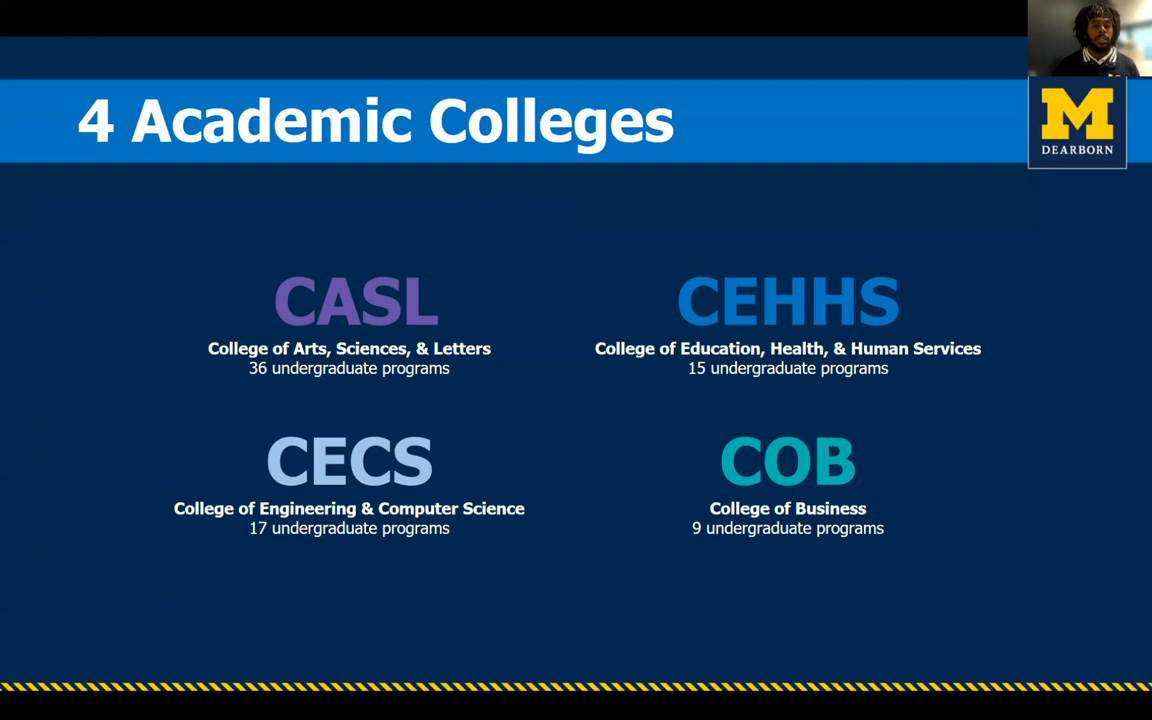 4 Academic Colleges
M
DEARBORN
CASL
College of Arts, Sciences, & Letters
36 undergraduate programs
CEHHS
College of Education, Health, & Human Services
15 undergraduate programs
CECS
College of Engineering & Computer Science
17 undergraduate programs
COB
College of Business
9 undergraduate programs